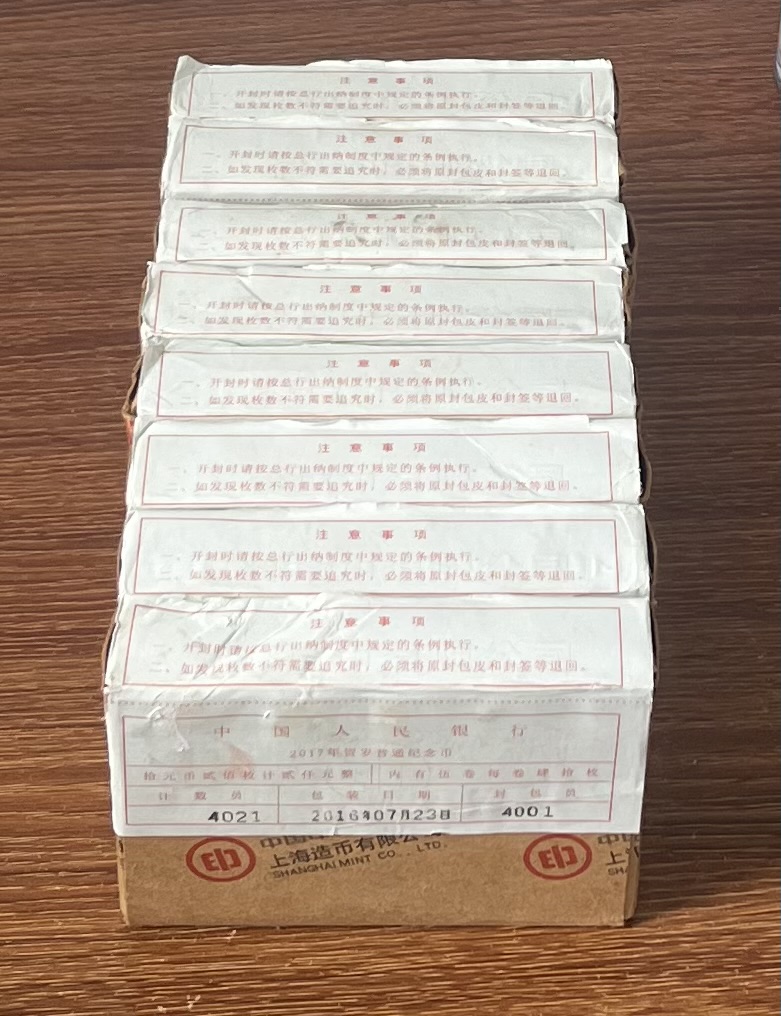 注意事项
一、开封时请按总行出纳制度中规定的条例执行。
二、如发现枚数不符需要追究时，必须将原封包皮和封签等退回。
注意事项
一、开封时请按总行出纳制度中规定的条例执行。
二、如发现枚数不符需要追究时，必须将原封包皮和封签等退回。
注意事项
一、开封时请按总行出纳制度中规定的条例执行。
二、如发现枚数不符需要追究时，必须将原封包皮和封签等退回。
注意事项
一、开封时请按总行出纳制度中规定的条例执行。
二、如发现枚数不符需要追究时，必须将原封包皮和封签等退回。
注意事项
一、开封时请按总行出纳制度中规定的条例执行。
二、如发现枚数不符需要追究时，必须将原封包皮和封签等退回。
注意事项
一、开封时请按总行出纳制度中规定的条例执行。
二、如发现枚数不符需要追究时，必须将原封包皮和封签等退回。
注意事项
一、开封时请按总行出纳制度中规定的条例执行。
二、如发现枚数不符需要追究时，必须将原封包皮和封签等退回。
注意事项
一、开封时请按总行出纳制度中规定的条例执行。
二、如发现枚数不符需要追究时，必须将原封包皮和封签等退回。
中国人民银行
2017年贺岁普通纪念币
拾元币贰佰枚计贰仟元整 内有伍卷每卷肆拾枚
计数员 包装日期 封包员
4021 2016年07月23日 4001
上海造币有限公 上海
SHANGHAI MINT CO., LTD. SHA